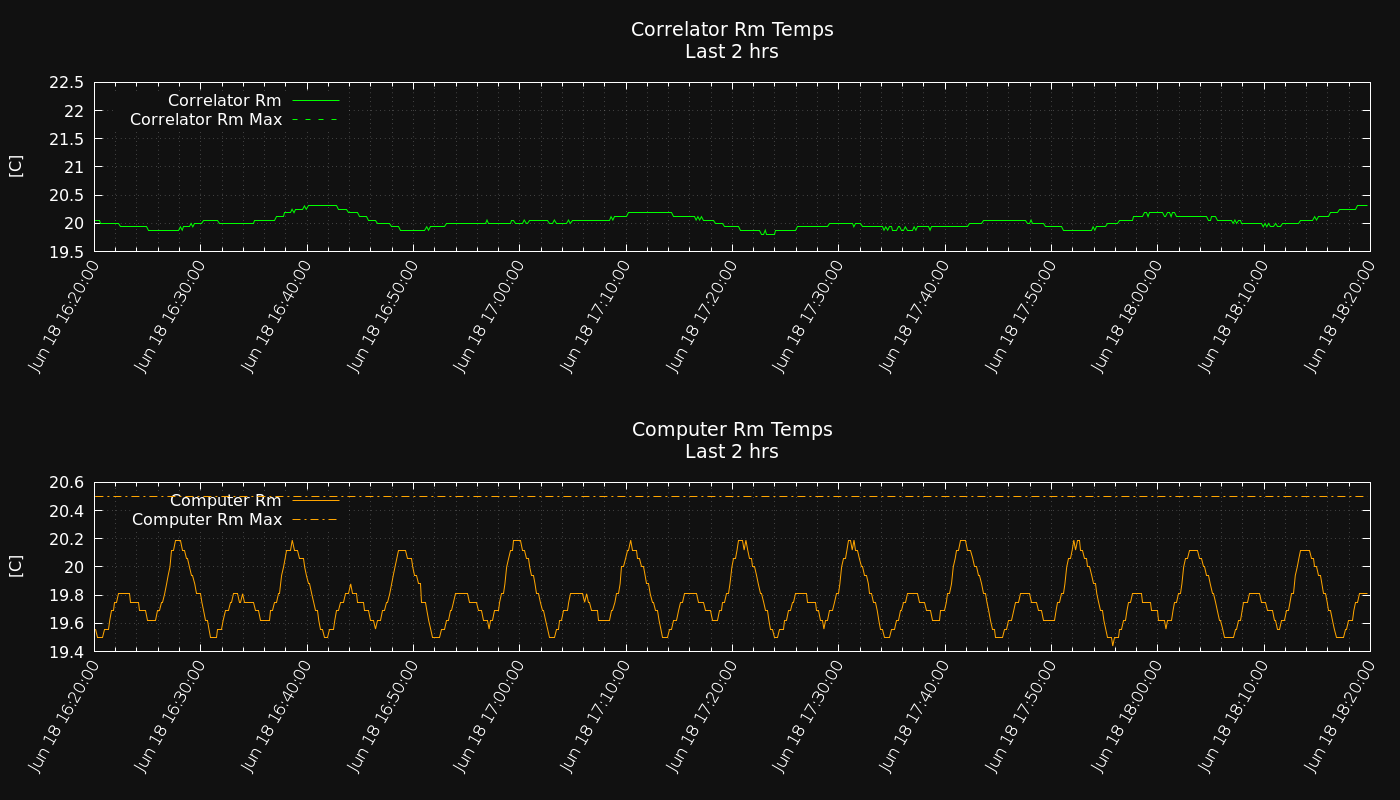 Correlator Rm Temps
Last 2 hrs
22.5
22
21.5
21
20.5
20
19.5
[C]
Correlator Rm
Correlator Rm Max
Jun 18 16:20:00
Jun 18 16:30:00
Jun 18 16:40:00
Jun 18 16:50:00
Jun 18 17:00:00
Jun 18 17:10:00
Jun 18 17:20:00
Jun 18 17:30:00
Jun 18 17:40:00
Jun 18 17:50:00
Jun 18 18:00:00
Jun 18 18:10:00
Jun 18 18:20:00
Computer Rm Temps
Last 2 hrs
20.6
20.4
20.2
20
19.8
19.6
19.4
[C]
Computer Rm
Computer Rm Max
Jun 18 16:20:00
Jun 18 16:30:00
Jun 18 16:40:00
Jun 18 16:50:00
Jun 18 17:00:00
Jun 18 17:10:00
Jun 18 17:20:00
Jun 18 17:30:00
Jun 18 17:40:00
Jun 18 17:50:00
Jun 18 18:00:00
Jun 18 18:10:00
Jun 18 18:20:00